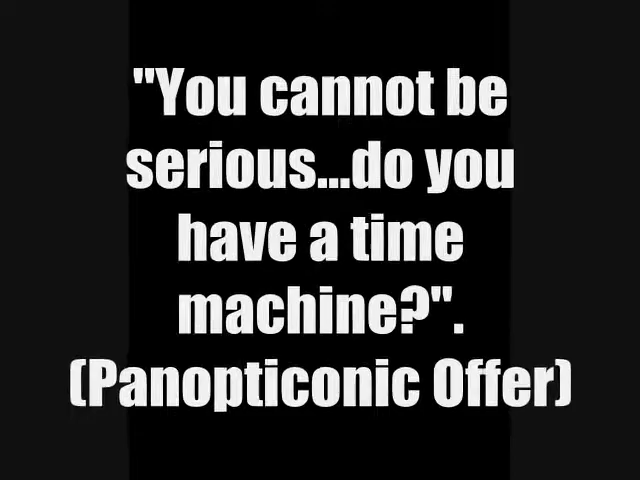 "You cannot be
serious...do you
have a time
machine?".
(Panopticonic Offer)